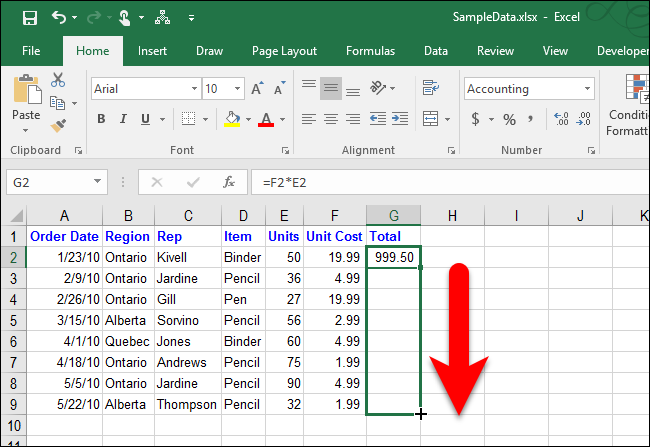 SampleData.xlsx - Excel
File Home Insert Draw Page Layout Formulas Data Review View Developer
Arial 10 A A Accounting
Paste B I U A $ % , .0 .00 .00 .0 Conditi
Formatt
Clipboard Font Alignment Number
G2 fx =F2*E2
A B C D E F G H I J K
1 Order Date Region Rep Item Units Unit Cost Total
2 1/23/10 Ontario Kivell Binder 50 19.99 999.50
3 2/9/10 Ontario Jardine Pencil 36 4.99
4 2/26/10 Ontario Gill Pen 27 19.99
5 3/15/10 Alberta Sorvino Pencil 56 2.99
6 4/1/10 Quebec Jones Binder 60 4.99
7 4/18/10 Ontario Andrews Pencil 75 1.99
8 5/5/10 Ontario Jardine Pencil 90 4.99
9 5/22/10 Alberta Thompson Pencil 32 1.99
10
11